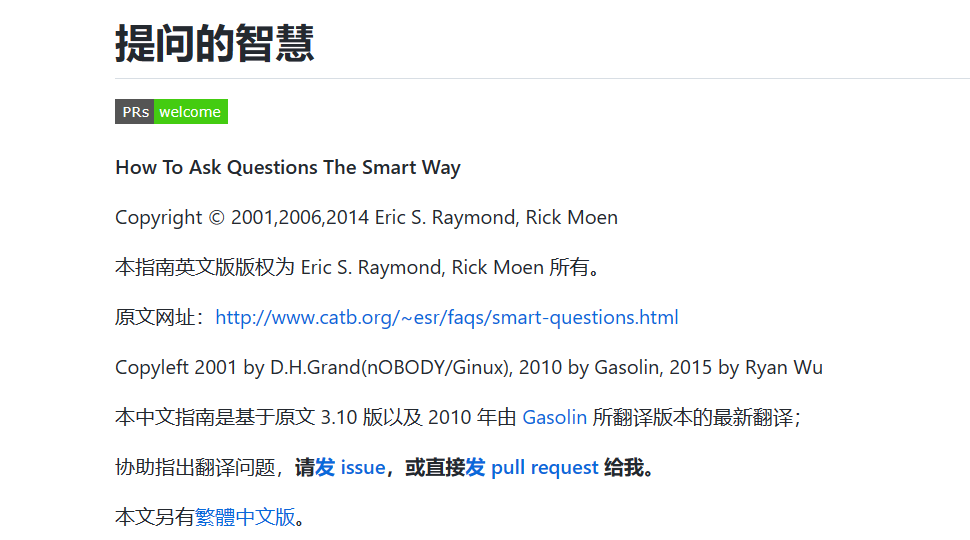 提问的智慧
PRs welcome
How To Ask Questions The Smart Way
Copyright © 2001,2006,2014 Eric S. Raymond, Rick Moen
本指南英文版版权为 Eric S. Raymond, Rick Moen 所有。
原文网址：http://www.catb.org/~esr/faqs/smart-questions.html
Copyleft 2001 by D.H.Grand(nOBODY/Ginux), 2010 by Gasolin, 2015 by Ryan Wu
本中文指南是基于原文 3.10 版以及 2010 年由 Gasolin 所翻译版本的最新翻译；
协助指出翻译问题，请发 issue，或直接发 pull request 给我。
本文另有繁體中文版。